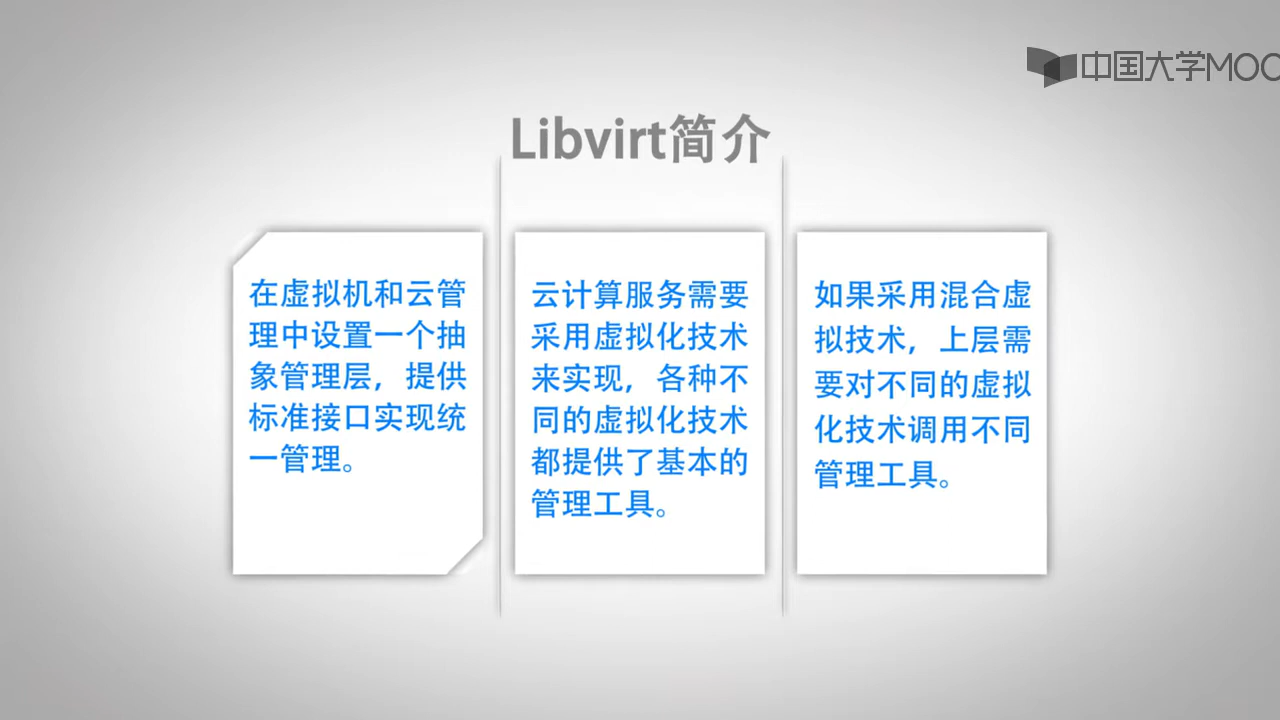 中国大学MOO
Libvirt简介
在虚拟机和云管
理中设置一个抽
象管理层，提供
标准接口实现统
一管理。
云计算服务需要
采用虚拟化技术
来实现，各种不
同的虚拟化技术
都提供了基本的
管理工具。
如果采用混合虚
拟技术，上层需
要对不同的虚拟
化技术调用不同
管理工具。